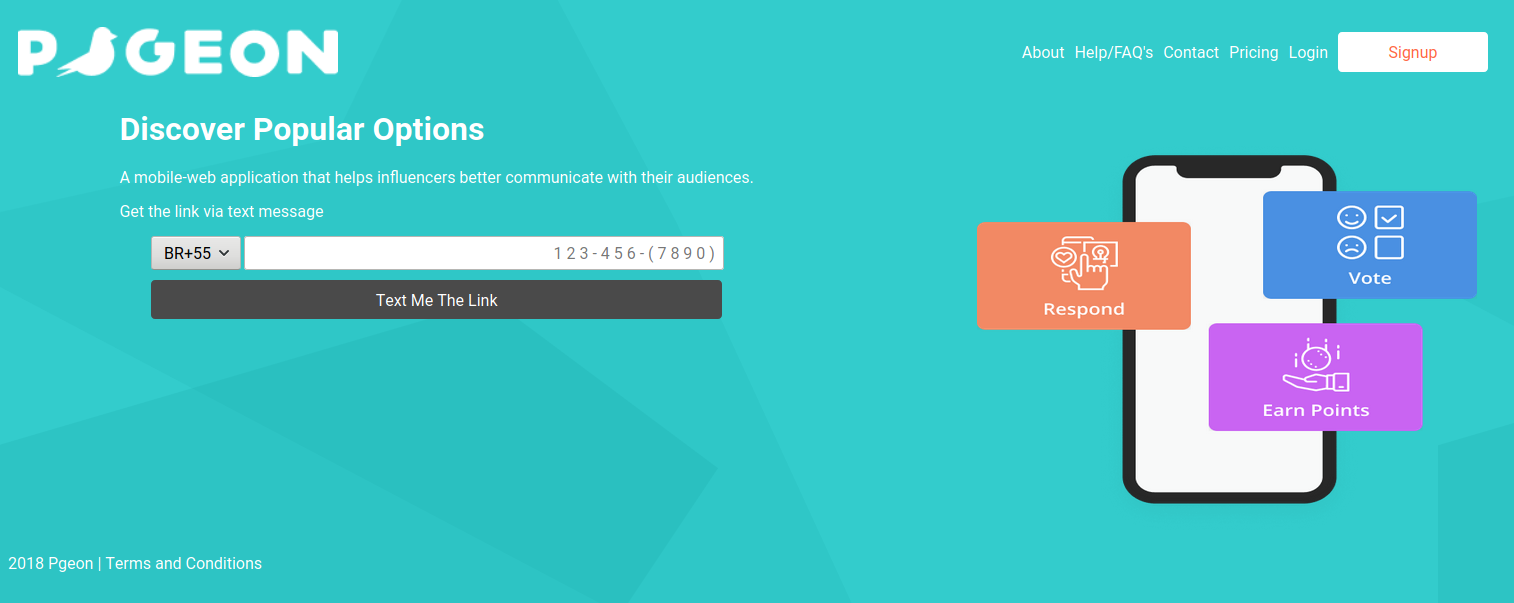 PGEON
About Help/FAQ's Contact Pricing Login Signup
Discover Popular Options
A mobile-web application that helps influencers better communicate with their audiences.
Get the link via text message
BR+55 123-456-(7890)
Text Me The Link
Respond
Vote
Earn Points
2018 Pgeon | Terms and Conditions